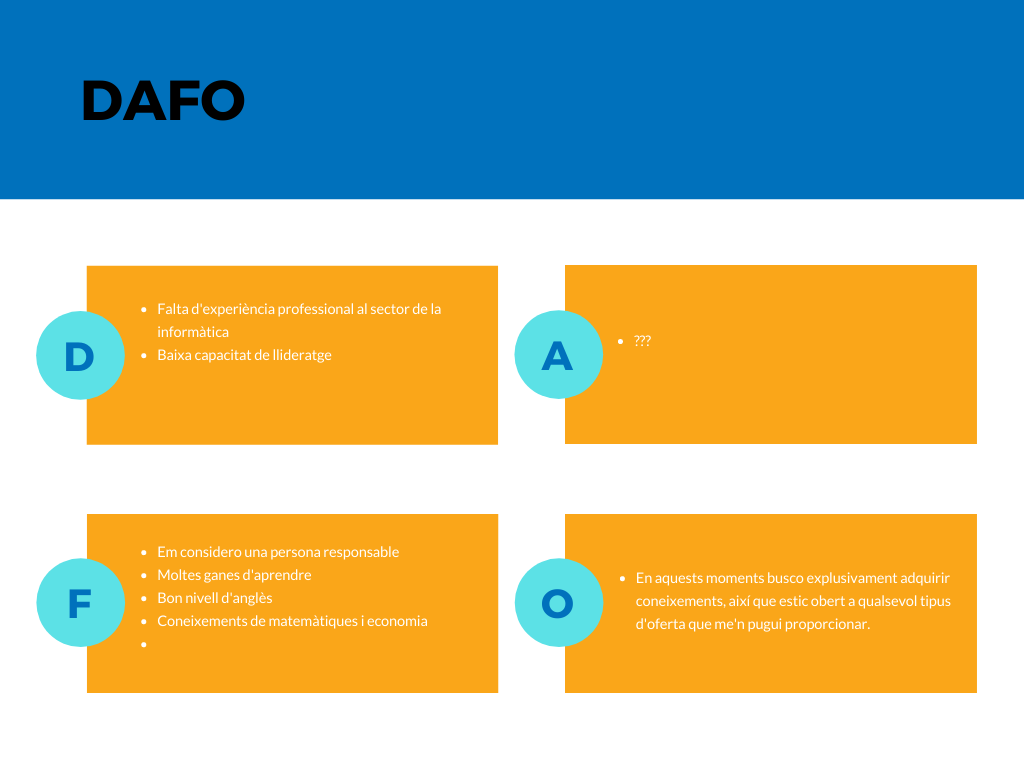 DAFO
D
• Falta d'experiència professional al sector de la
informàtica
• Baixa capacitat de llideratge
A
• ???
F
• Em considero una persona responsable
• Moltes ganes d'aprendre
• Bon nivell d'anglès
• Coneixements de matemàtiques i economia
•
O
• En aquests moments busco explusivament adquirir
coneixements, així que estic obert a qualsevol tipus
d'oferta que me'n pugui proporcionar.